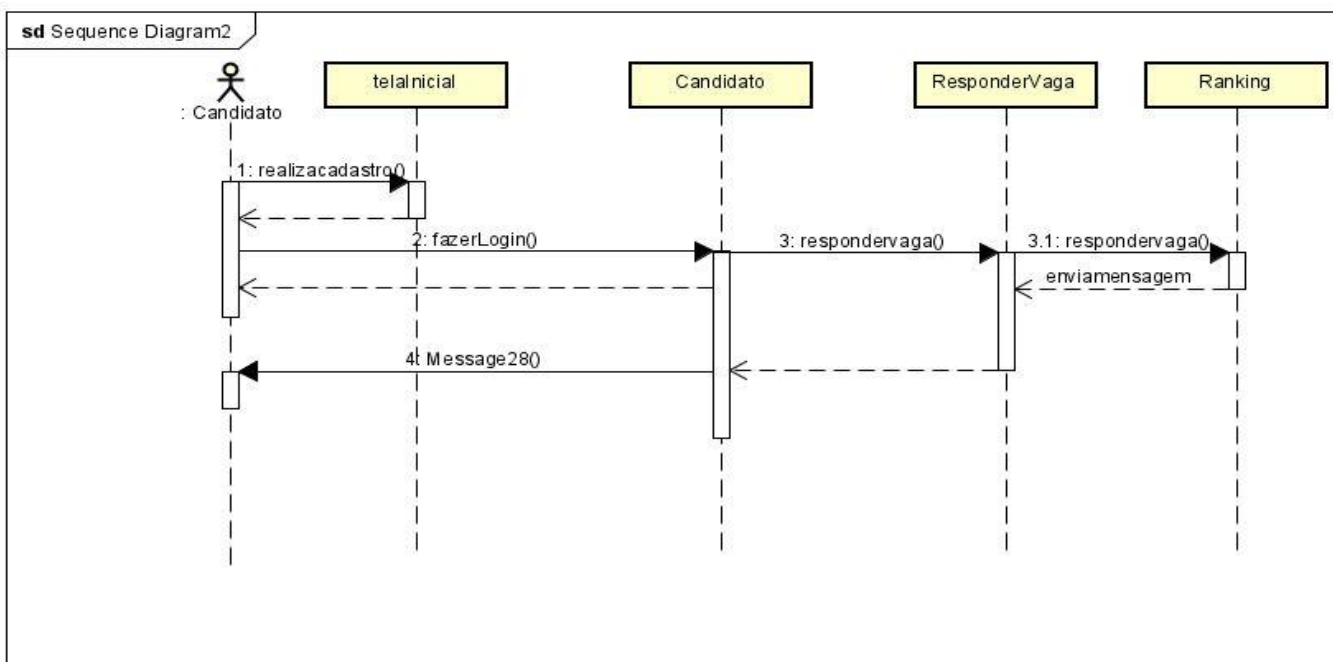 sd Sequence Diagram2
: Candidato
telaInicial
Candidato
ResponderVaga
Ranking
1: realizacadastro()
2: fazerLogin()
3: respondervaga()
3.1: respondervaga()
enviamensagem
4: Message28()